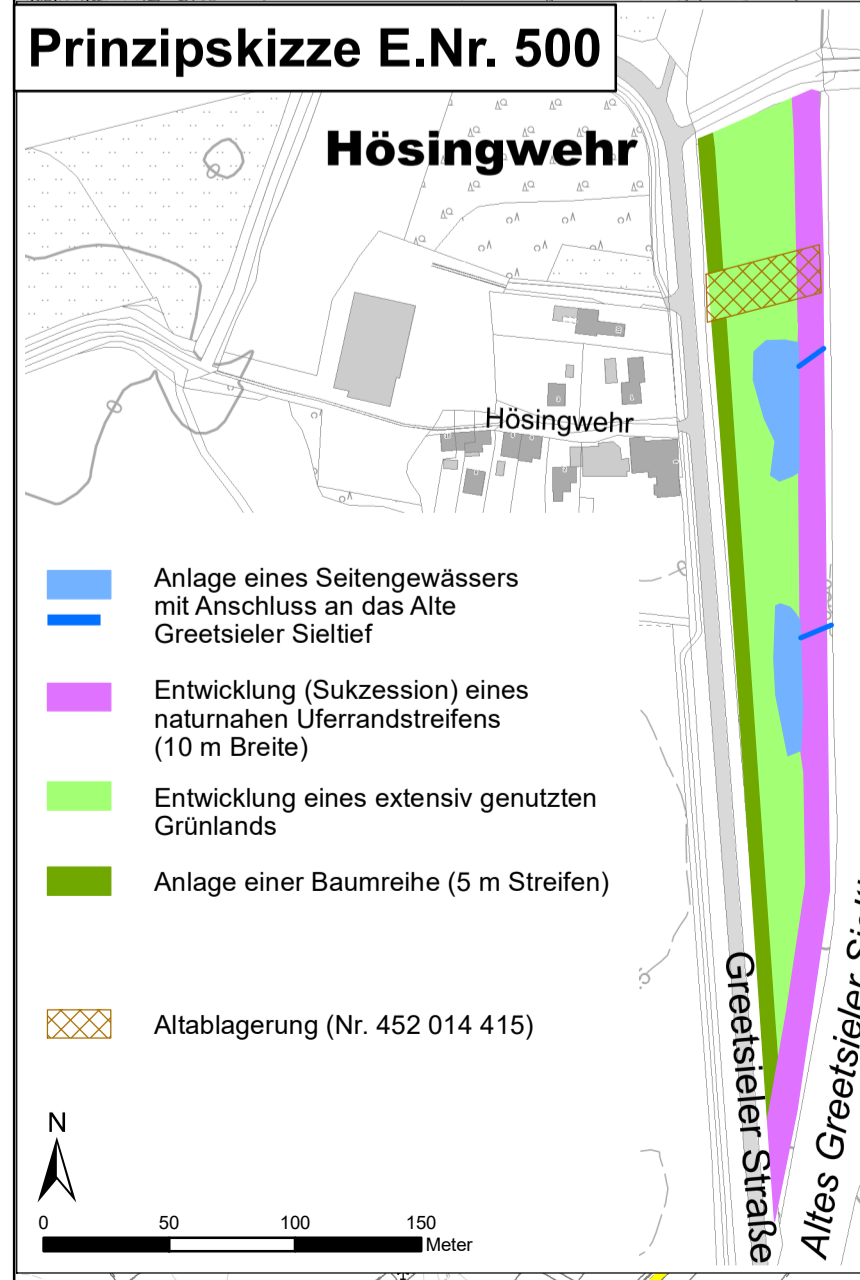 Prinzipskizze E.Nr. 500
Hösingwehr
Hösingwehr
Anlage eines Seitengewässers
mit Anschluss an das Alte
Greetsieler Sieltief
Entwicklung (Sukzession) eines
naturnahen Uferrandstreifens
(10 m Breite)
Entwicklung eines extensiv genutzten
Grünlands
Anlage einer Baumreihe (5 m Streifen)
Altablagerung (Nr. 452 014 415)
Greetsieler Straße
Altes Greetsieler
N
0 50 100 150
Meter